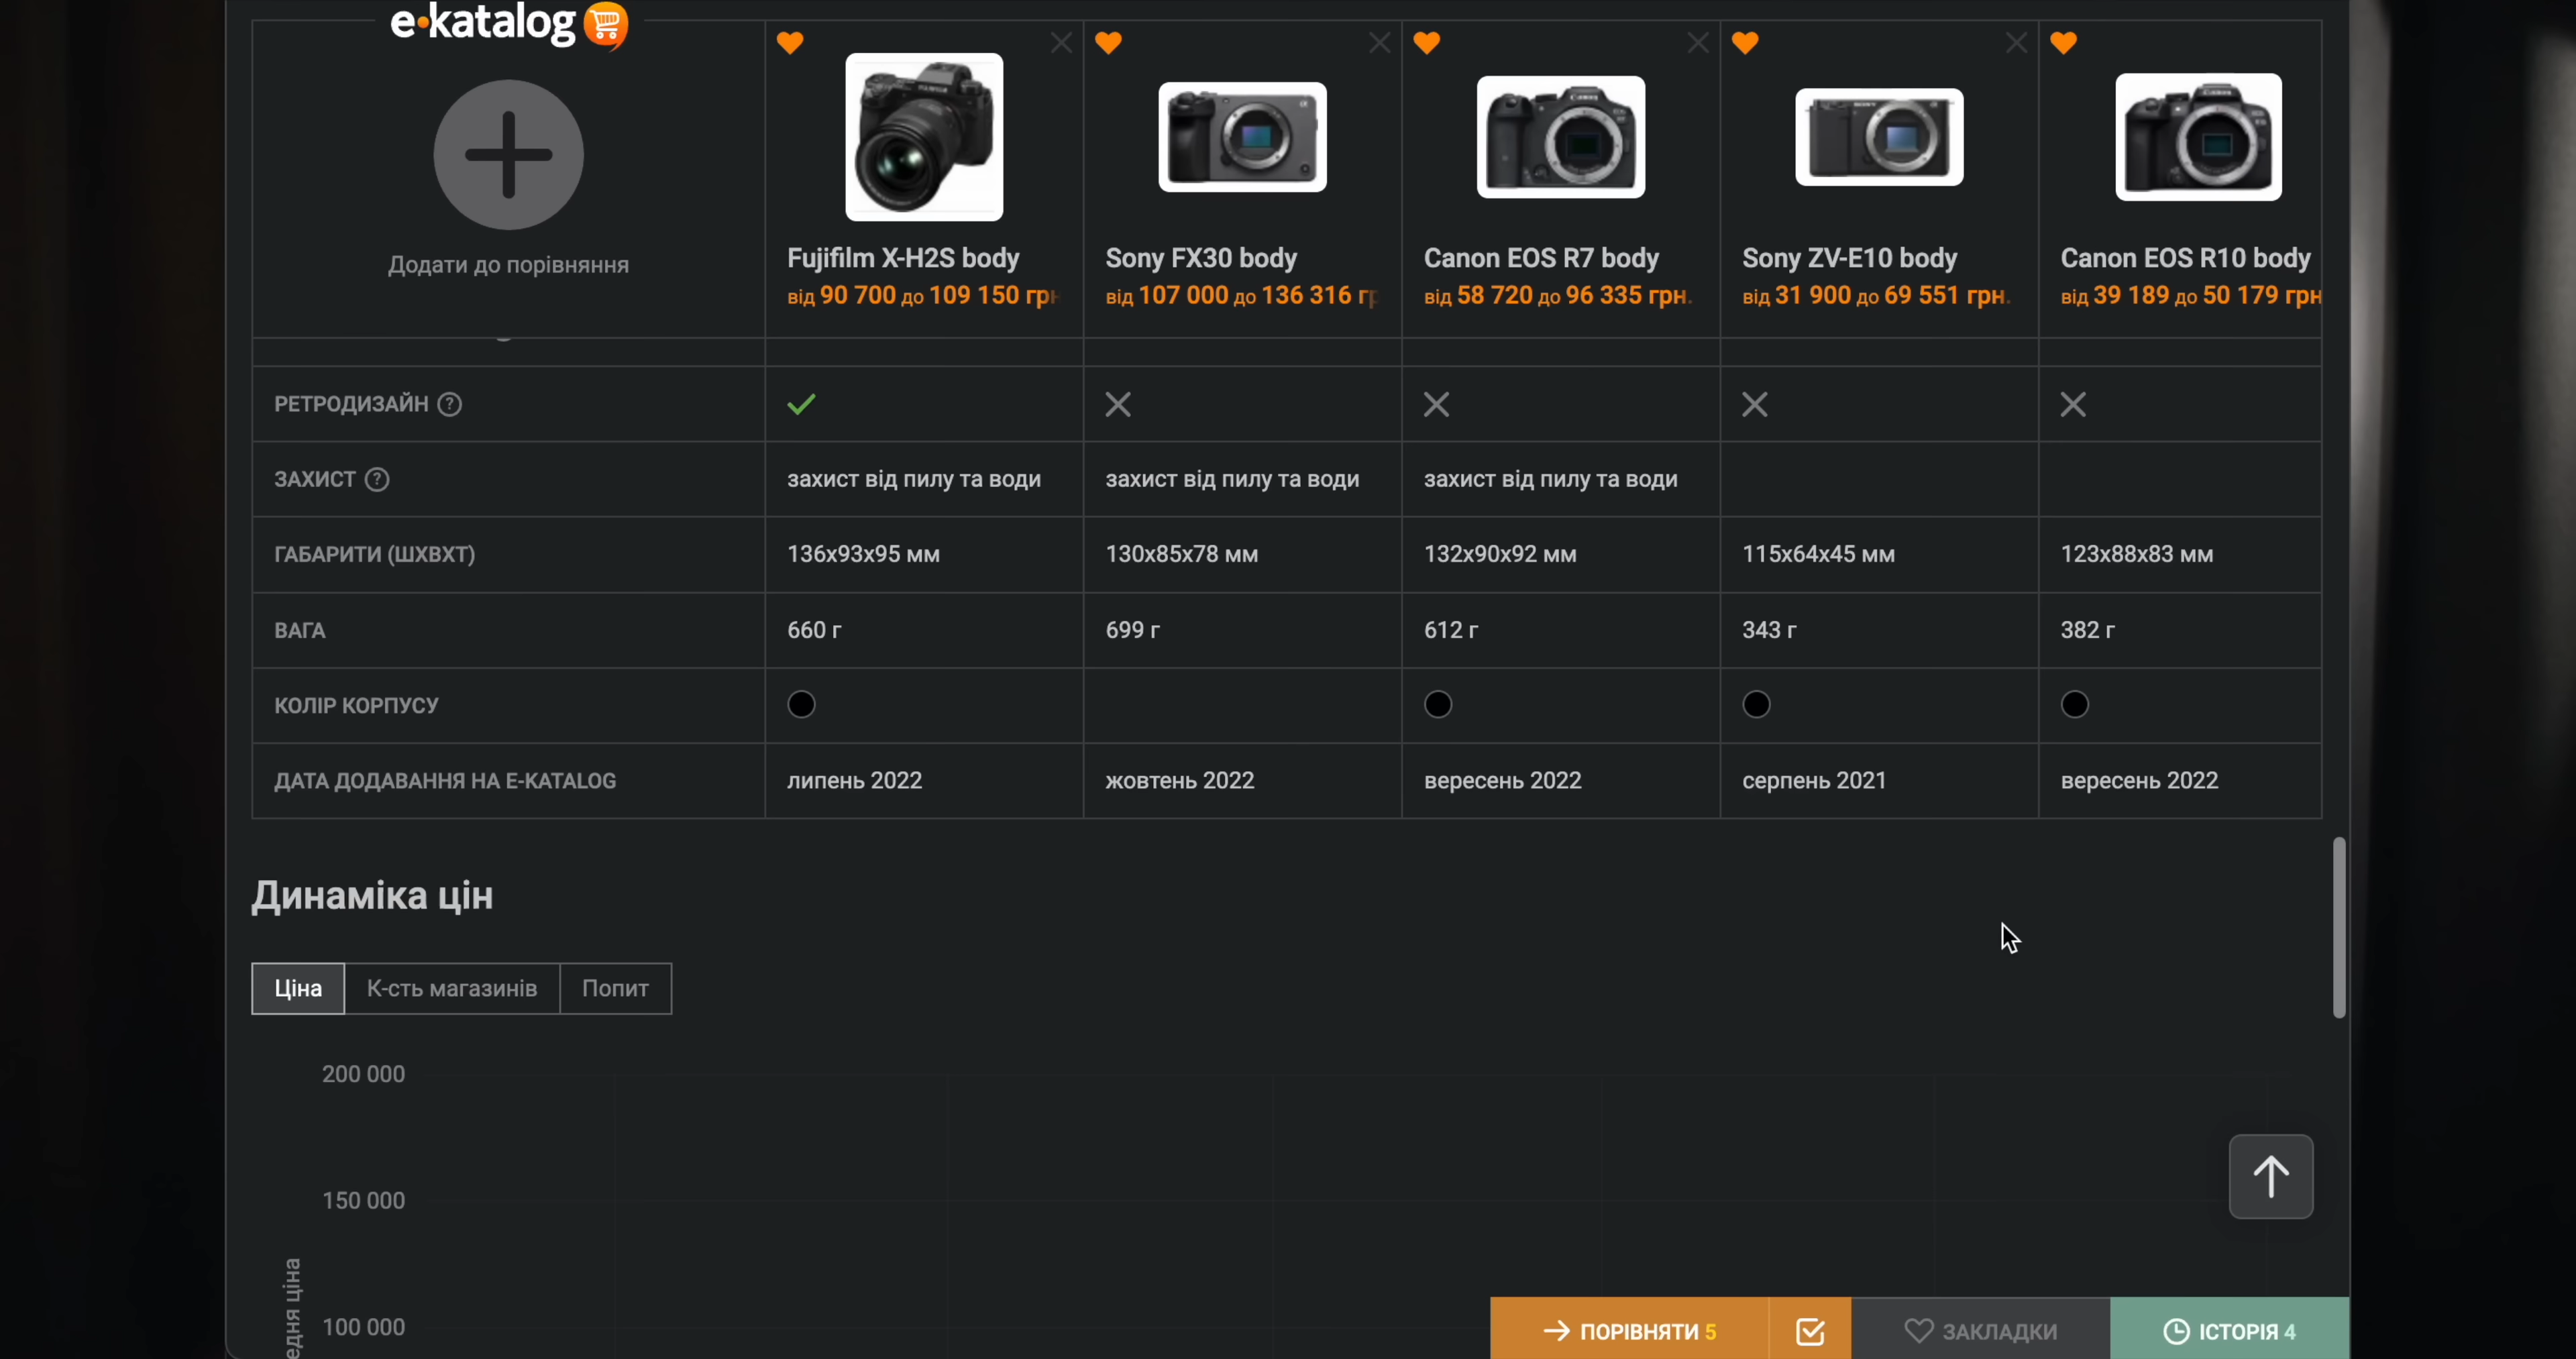 e-katalog
Додати до порівняння
Fujifilm X-H2S body
від 90 700 до 109 150 грн
Sony FX30 body
від 107 000 до 136 316 гр
Canon EOS R7 body
від 58 720 до 96 335 грн.
Sony ZV-E10 body
від 31 900 до 69 551 грн.
Canon EOS R10 body
від 39 189 до 50 179 грн
РЕТРОДИЗАЙН ?
ЗАХИСТ ? захист від пилу та води захист від пилу та води захист від пилу та води
ГАБАРИТИ (ШХВХТ) 136x93x95 мм 130x85x78 мм 132x90x92 мм 115x64x45 мм 123x88x83 мм
ВАГА 660 г 699 г 612 г 343 г 382 г
КОЛІР КОРПУСУ
ДАТА ДОДАВАННЯ НА E-KATALOG липень 2022 жовтень 2022 вересень 2022 серпень 2021 вересень 2022
Динаміка цін
Ціна К-сть магазинів Попит
200 000
150 000
100 000
едня ціна
ПОРІВНЯТИ 5 ЗАКЛАДКИ ІСТОРІЯ 4